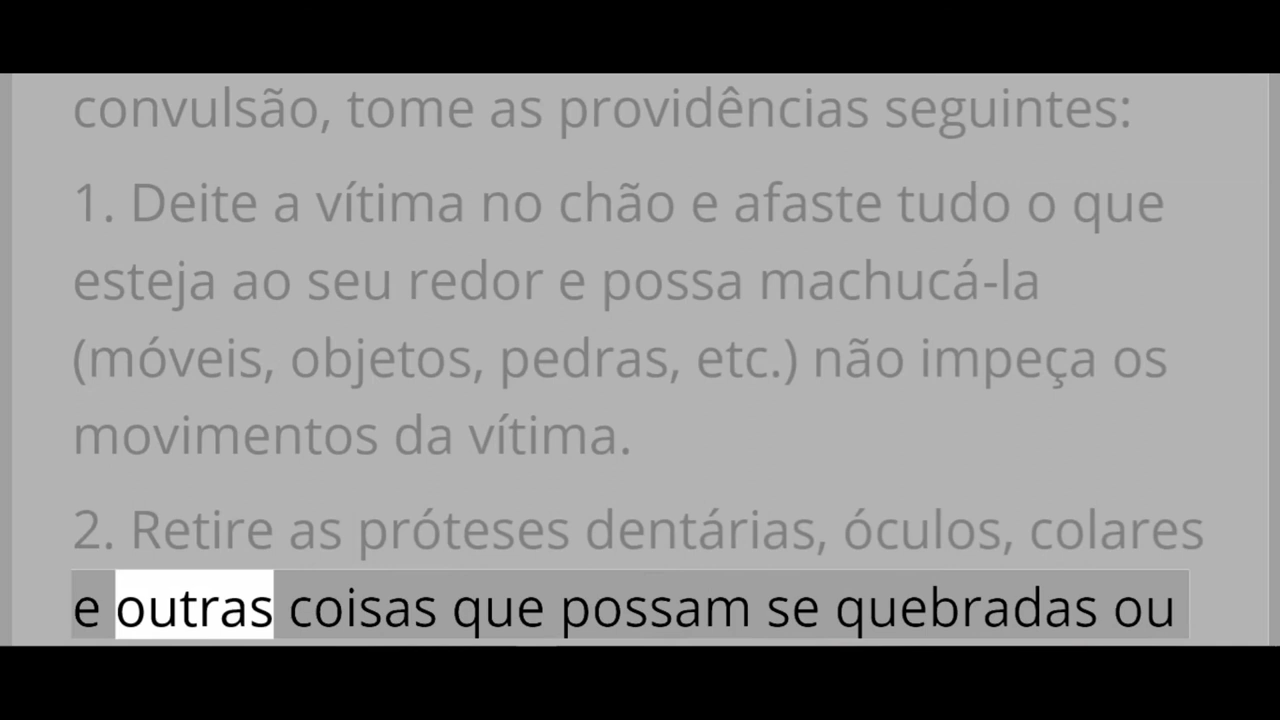 convulsão, tome as providências seguintes:
1. Deite a vítima no chão e afaste tudo o que
esteja ao seu redor e possa machucá-la
(móveis, objetos, pedras, etc.) não impeça os
movimentos da vítima.
2. Retire as próteses dentárias, óculos, colares
e outras coisas que possam se quebradas ou